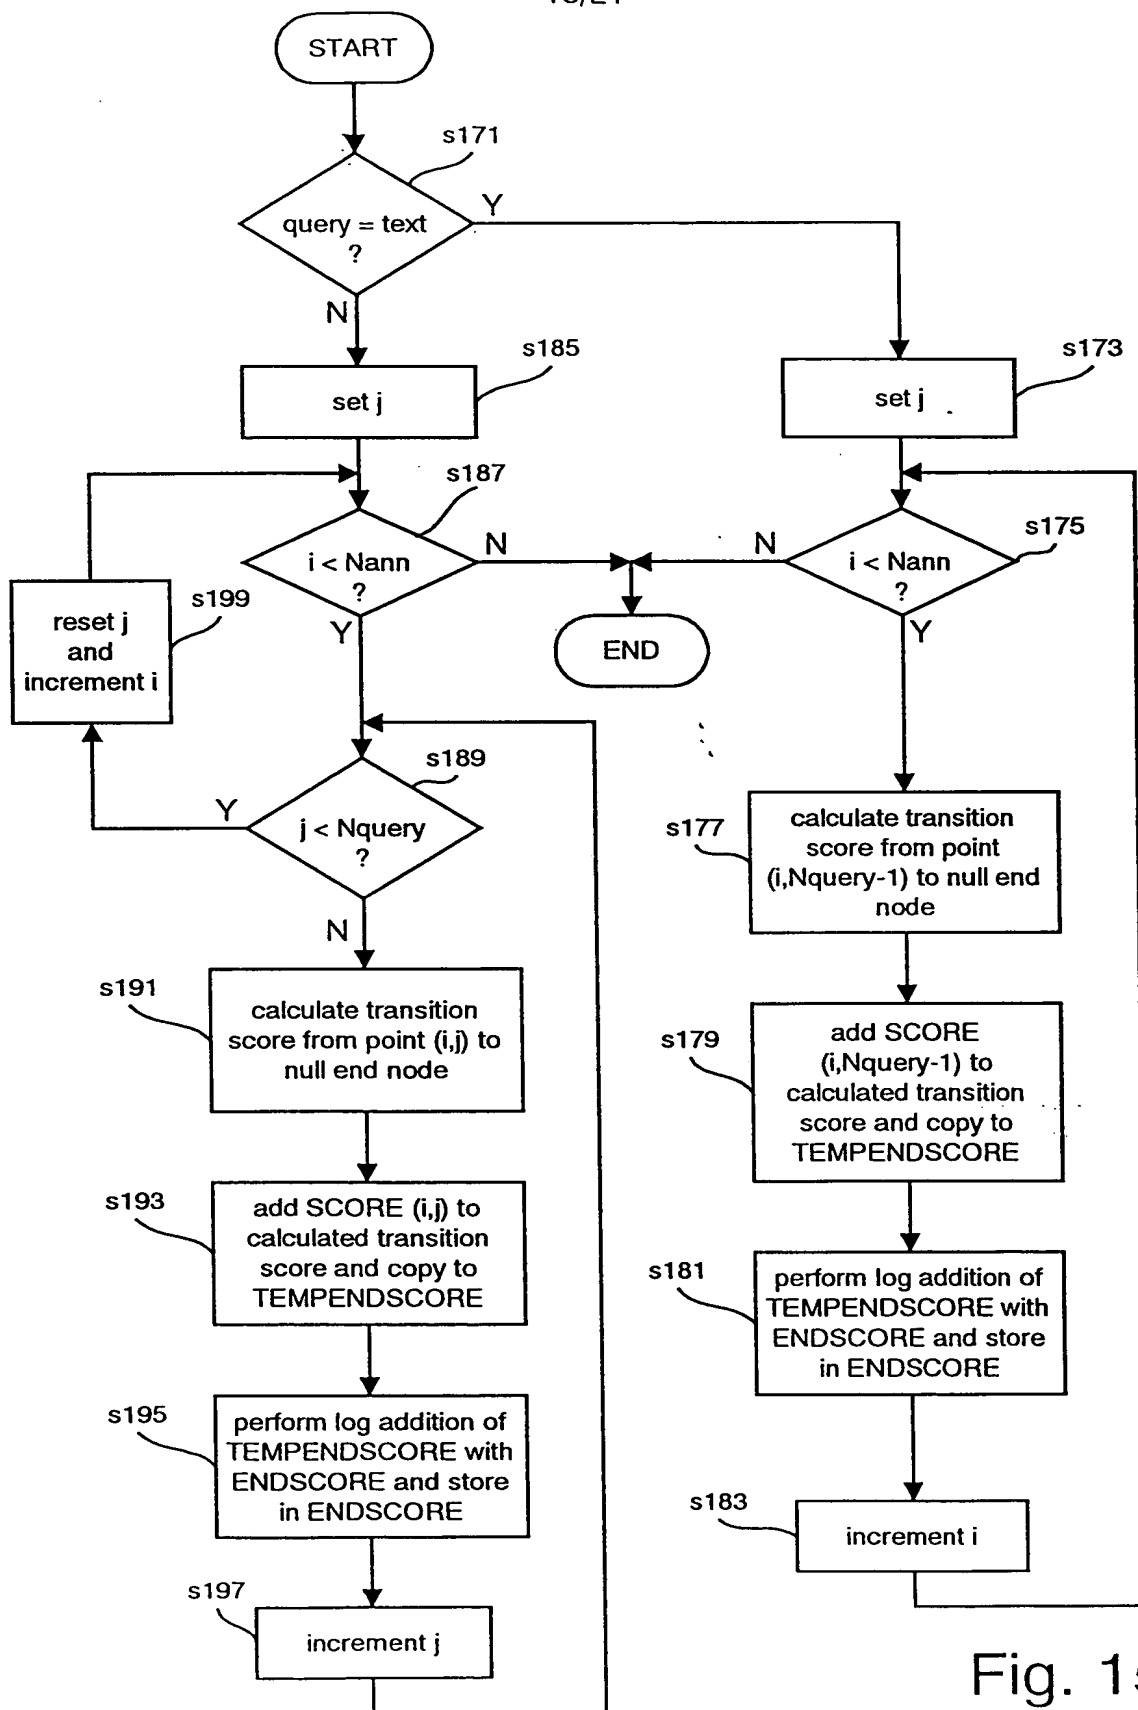 START
s171
query = text
?
Y
N
s185
set j
s173
set j
s187
i < Nann
?
N
Y
s175
i < Nann
?
N
Y
END
s199
reset j
and
increment i
s189
j < Nquery
?
Y
N
s177
calculate transition
score from point
(i,Nquery-1) to null end
node
s191
calculate transition
score from point (i,j) to
null end node
s179
add SCORE
(i,Nquery-1) to
calculated transition
score and copy to
TEMPENDSCORE
s193
add SCORE (i,j) to
calculated transition
score and copy to
TEMPENDSCORE
s181
perform log addition of
TEMPENDSCORE with
ENDSCORE and store
in ENDSCORE
s195
perform log addition of
TEMPENDSCORE with
ENDSCORE and store
in ENDSCORE
s183
increment i
s197
increment j
Fig. 15